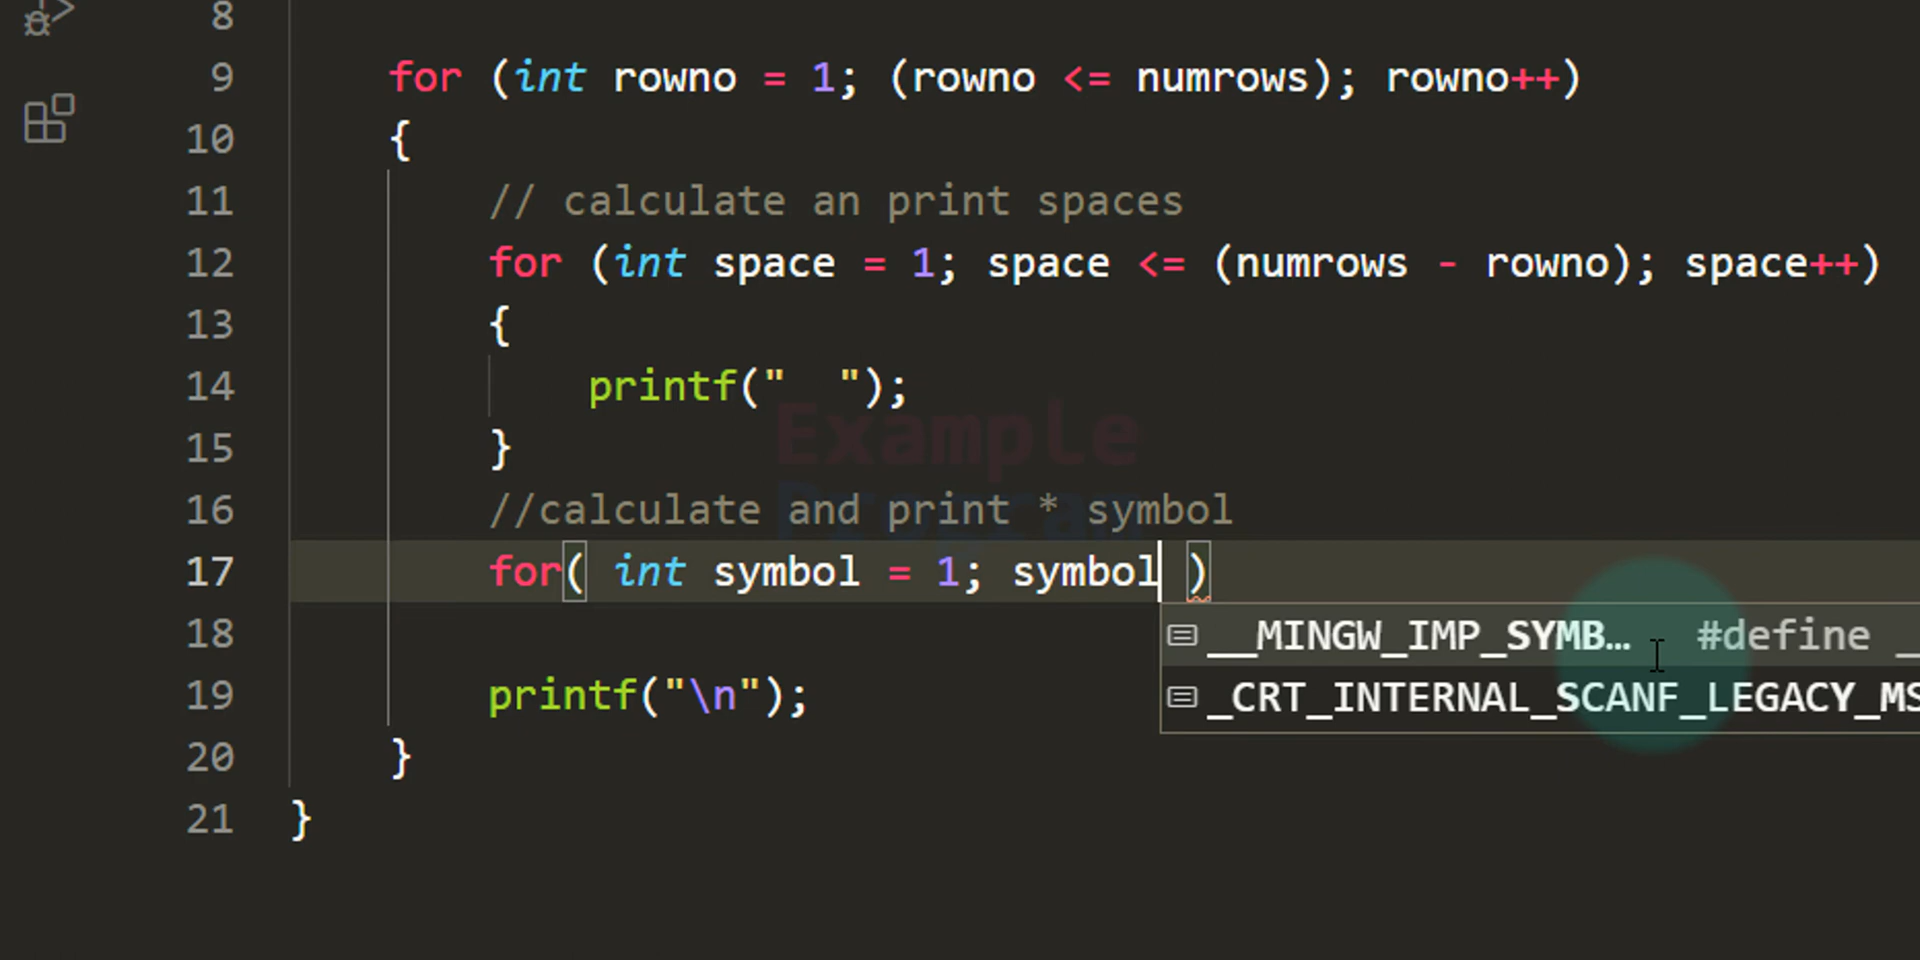 8
9 for (int rowno = 1; (rowno <= numrows); rowno++)
10 {
11 // calculate an print spaces
12 for (int space = 1; space <= (numrows - rowno); space++)
13 {
14 printf("  ");
15 }
16 //calculate and print * symbol
17 for( int symbol = 1; symbol )
__MINGW_IMP_SYMB… #define _
18
_CRT_INTERNAL_SCANF_LEGACY_MS
19 printf("\n");
20 }
21 }
Example
Program